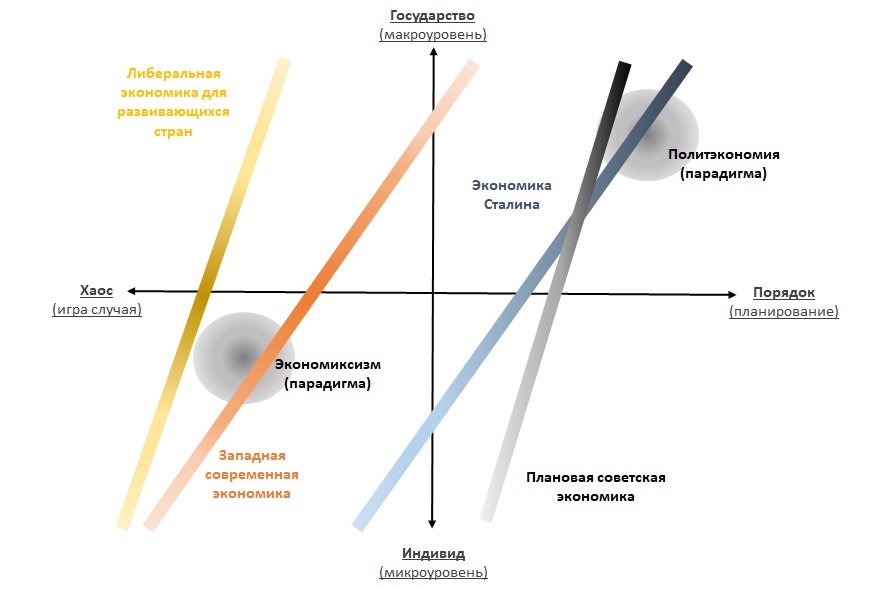 Государство
(макроуровень)
Либеральная
экономика для
развивающихся
стран
Политэкономия
(парадигма)
Экономика
Сталина
Хаос
(игра случая)
Порядок
(планирование)
Экономиксизм
(парадигма)
Западная
современная
экономика
Плановая советская
экономика
Индивид
(микроуровень)